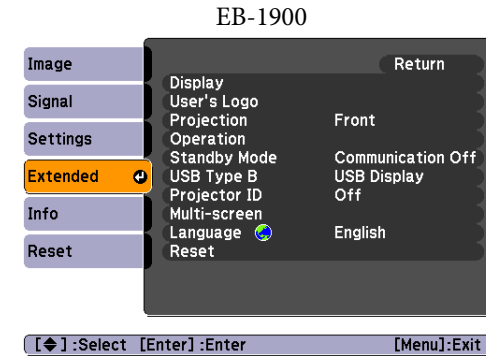 EB-1900
Image
Signal
Settings
Extended
Info
Reset
Return
Display
User's Logo
Projection Front
Operation
Standby Mode Communication Off
USB Type B USB Display
Projector ID Off
Multi-screen
Language English
Reset
[◆] :Select [Enter] :Enter [Menu]:Exit